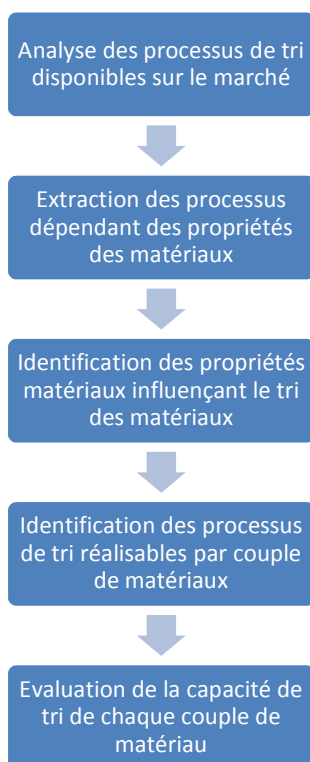 Analyse des processus de tri
disponibles sur le marché
Extraction des processus
dépendant des propriétés
des matériaux
Identification des propriétés
matériaux influençant le tri
des matériaux
Identification des processus
de tri réalisables par couple
de matériaux
Evaluation de la capacité de
tri de chaque couple de
matériau